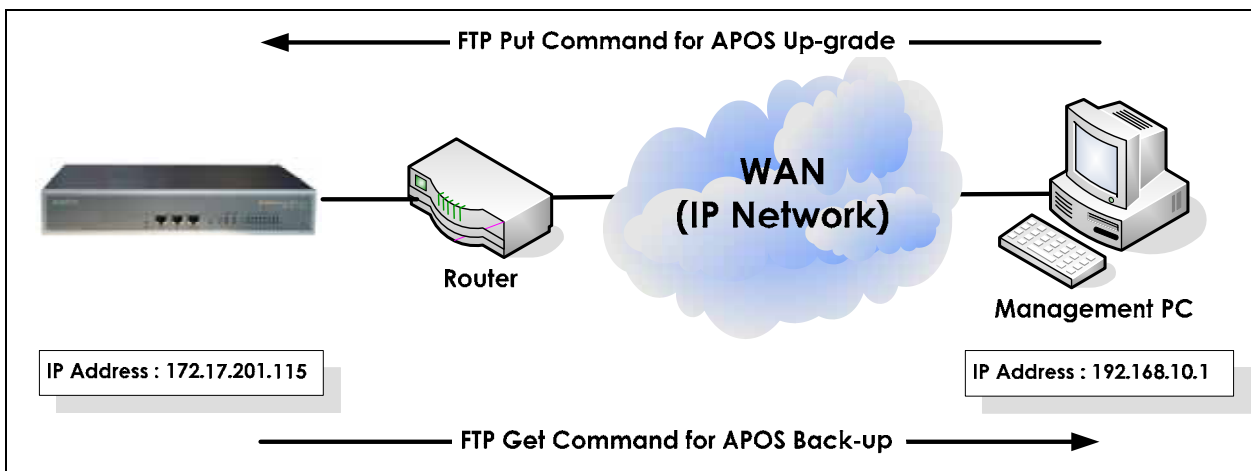 FTP Put Command for APOS Up-grade
WAN
(IP Network)
Router
Management PC
IP Address : 172.17.201.115
IP Address : 192.168.10.1
FTP Get Command for APOS Back-up